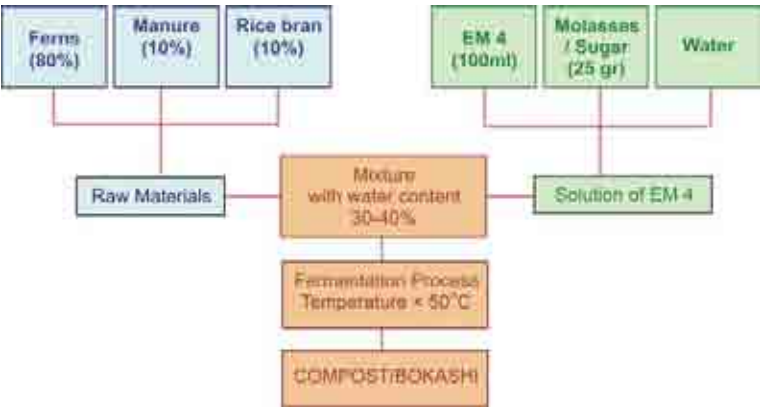 Ferns
(80%)
Manure
(10%)
Rice bran
(10%)
EM 4
(100ml)
Molasses
/ Sugar
(25 gr)
Water
Raw Materials
Mixture
with water content
30-40%
Solution of EM 4
Fermentation Process
Temperature < 50°C
COMPOST/BOKASHI